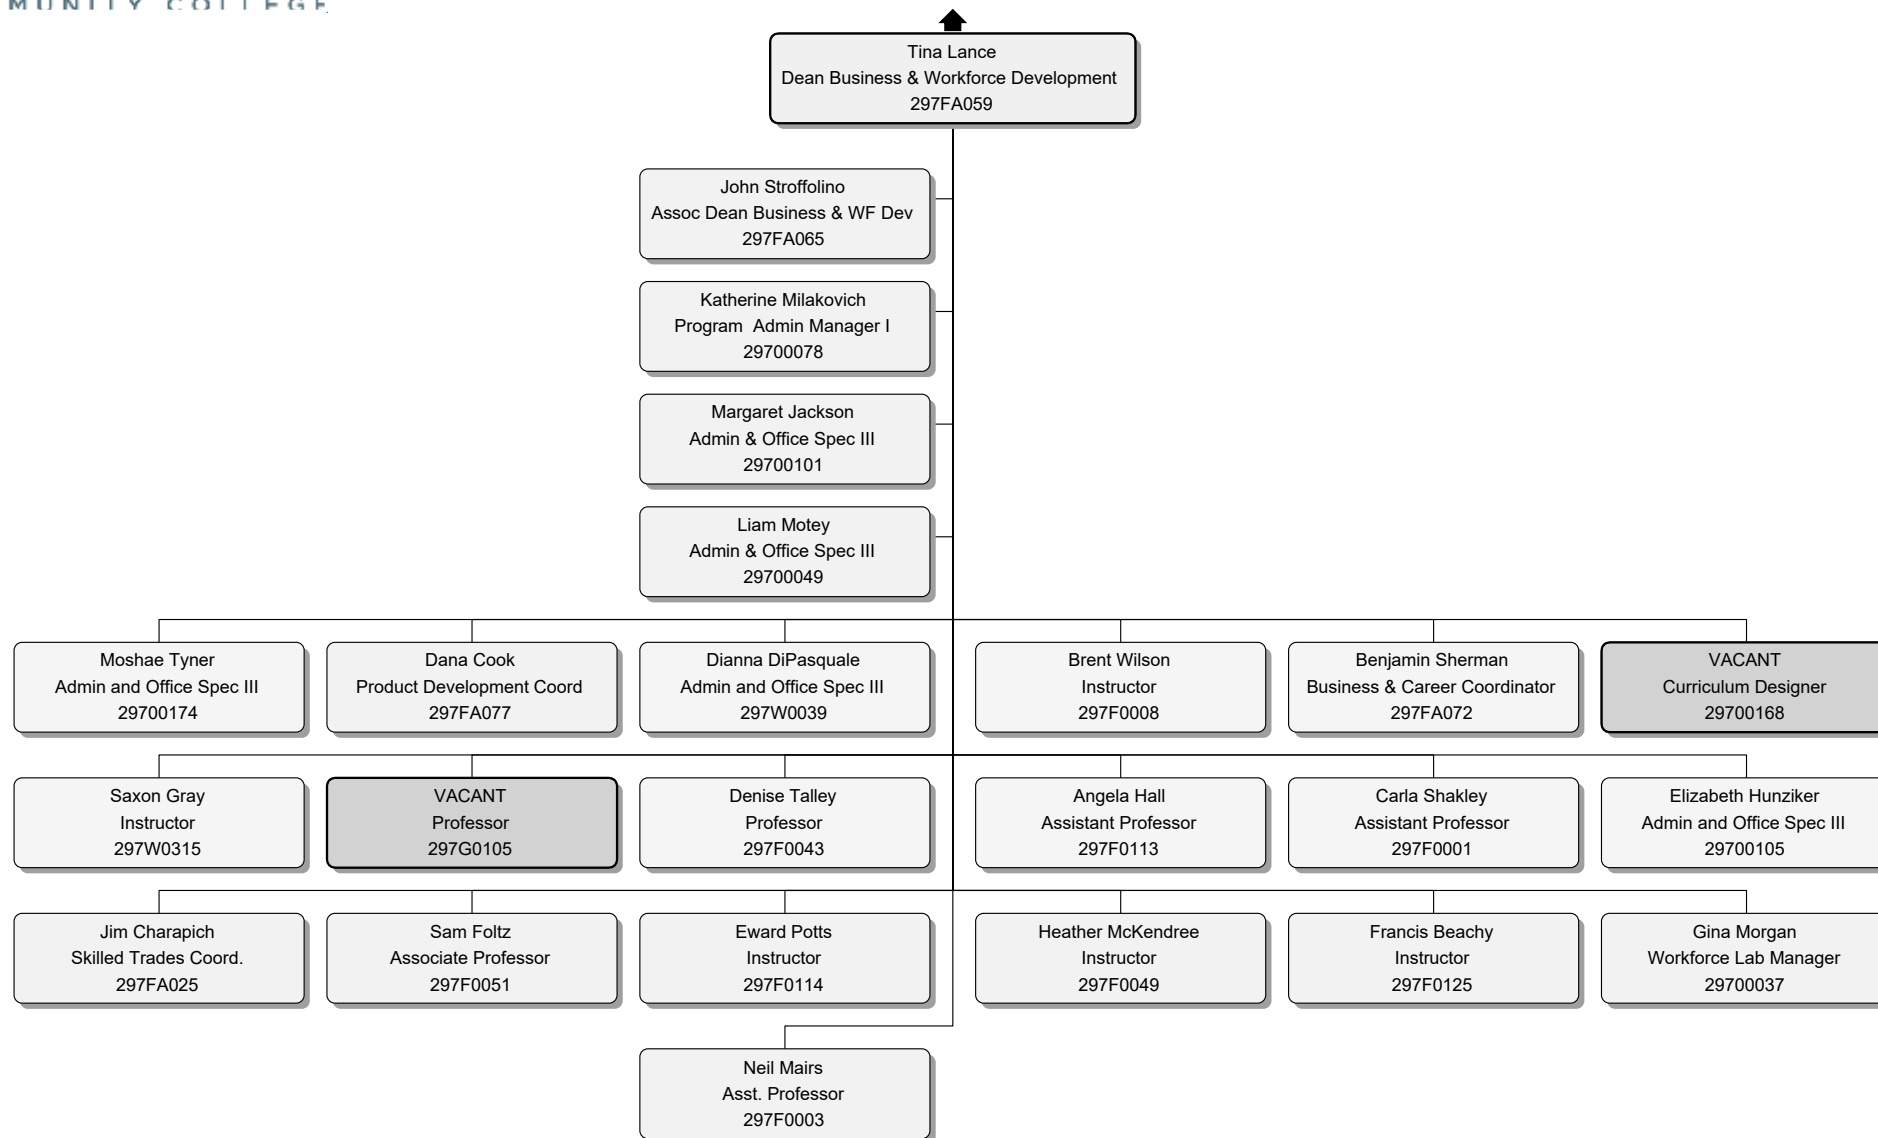 MUNITY COLLEGE
Tina Lance
Dean Business & Workforce Development
297FA059
John Stroffolino
Assoc Dean Business & WF Dev
297FA065
Katherine Milakovich
Program  Admin Manager I
29700078
Margaret Jackson
Admin & Office Spec III
29700101
Liam Motey
Admin & Office Spec III
29700049
Moshae Tyner
Admin and Office Spec III
29700174
Dana Cook
Product Development Coord
297FA077
Dianna DiPasquale
Admin and Office Spec III
297W0039
Brent Wilson
Instructor
297F0008
Benjamin Sherman
Business & Career Coordinator
297FA072
VACANT
Curriculum Designer
29700168
Saxon Gray
Instructor
297W0315
VACANT
Professor
297G0105
Denise Talley
Professor
297F0043
Angela Hall
Assistant Professor
297F0113
Carla Shakley
Assistant Professor
297F0001
Elizabeth Hunziker
Admin and Office Spec III
29700105
Jim Charapich
Skilled Trades Coord.
297FA025
Sam Foltz
Associate Professor
297F0051
Eward Potts
Instructor
297F0114
Heather McKendree
Instructor
297F0049
Francis Beachy
Instructor
297F0125
Gina Morgan
Workforce Lab Manager
29700037
Neil Mairs
Asst. Professor
297F0003